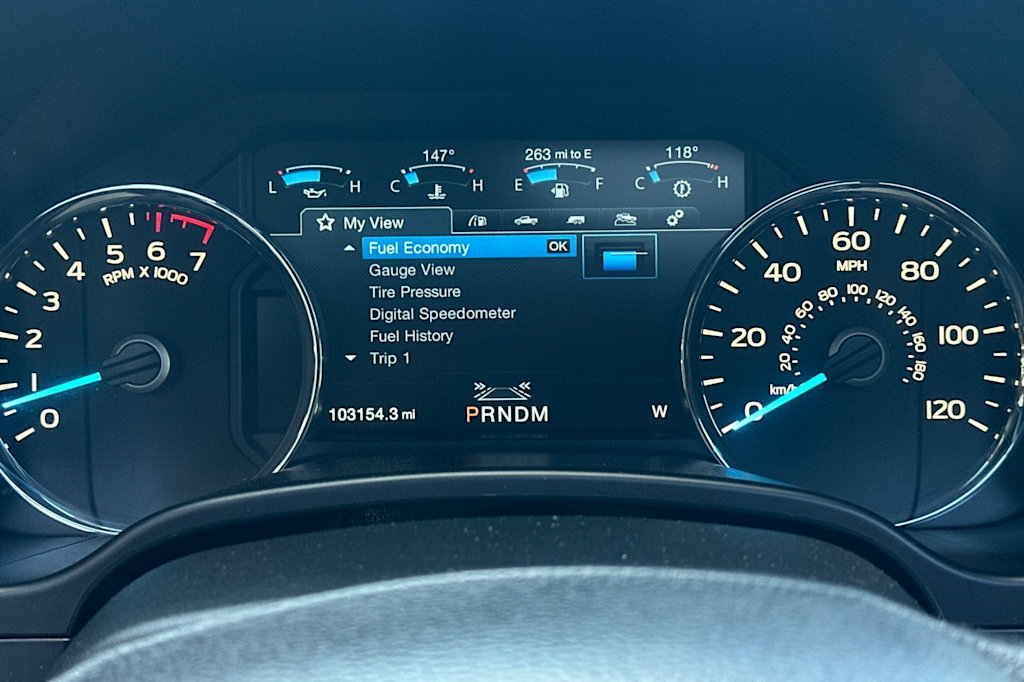 147°
263 mi to E
118°
L H
C H
E F
C H
My View
Fuel Economy OK
Gauge View
Tire Pressure
Digital Speedometer
Fuel History
Trip 1
103154.3 mi
PRNDM
W
0
1
2
3
4
5
6
7
RPM X 1000
0
20
40
60
80
100
120
MPH
20
40
60
80
100
120
140
160
180
km/h